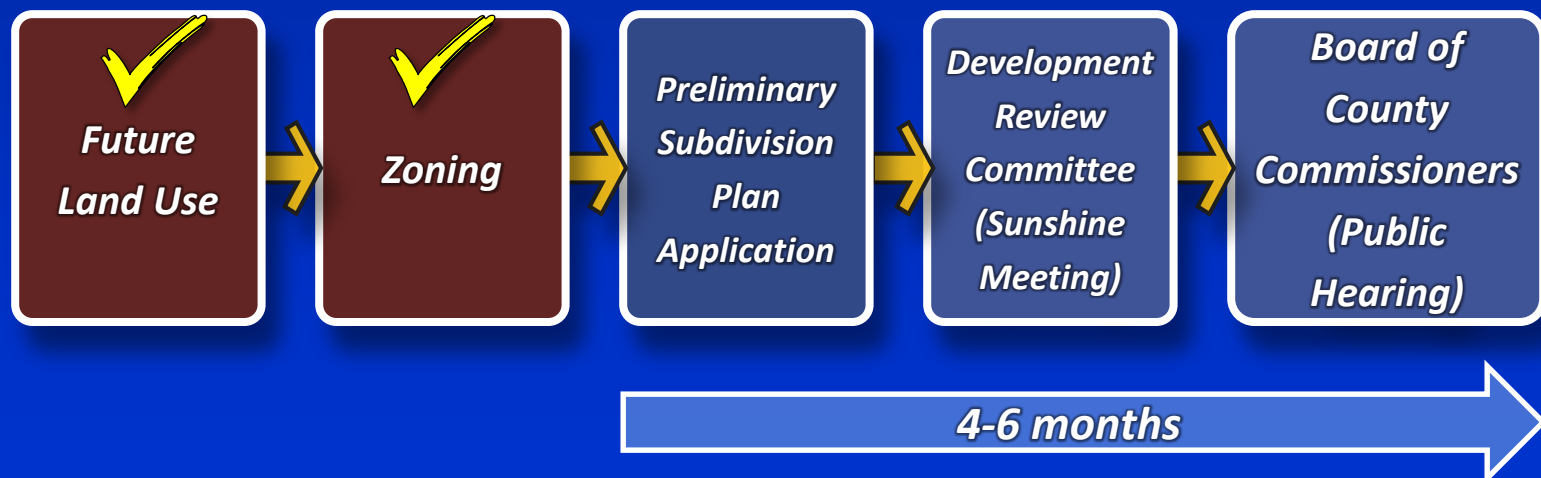 Future
Land Use
Zoning
Preliminary
Subdivision
Plan
Application
Development
Review
Committee
(Sunshine
Meeting)
Board of
County
Commissioners
(Public
Hearing)
4-6 months